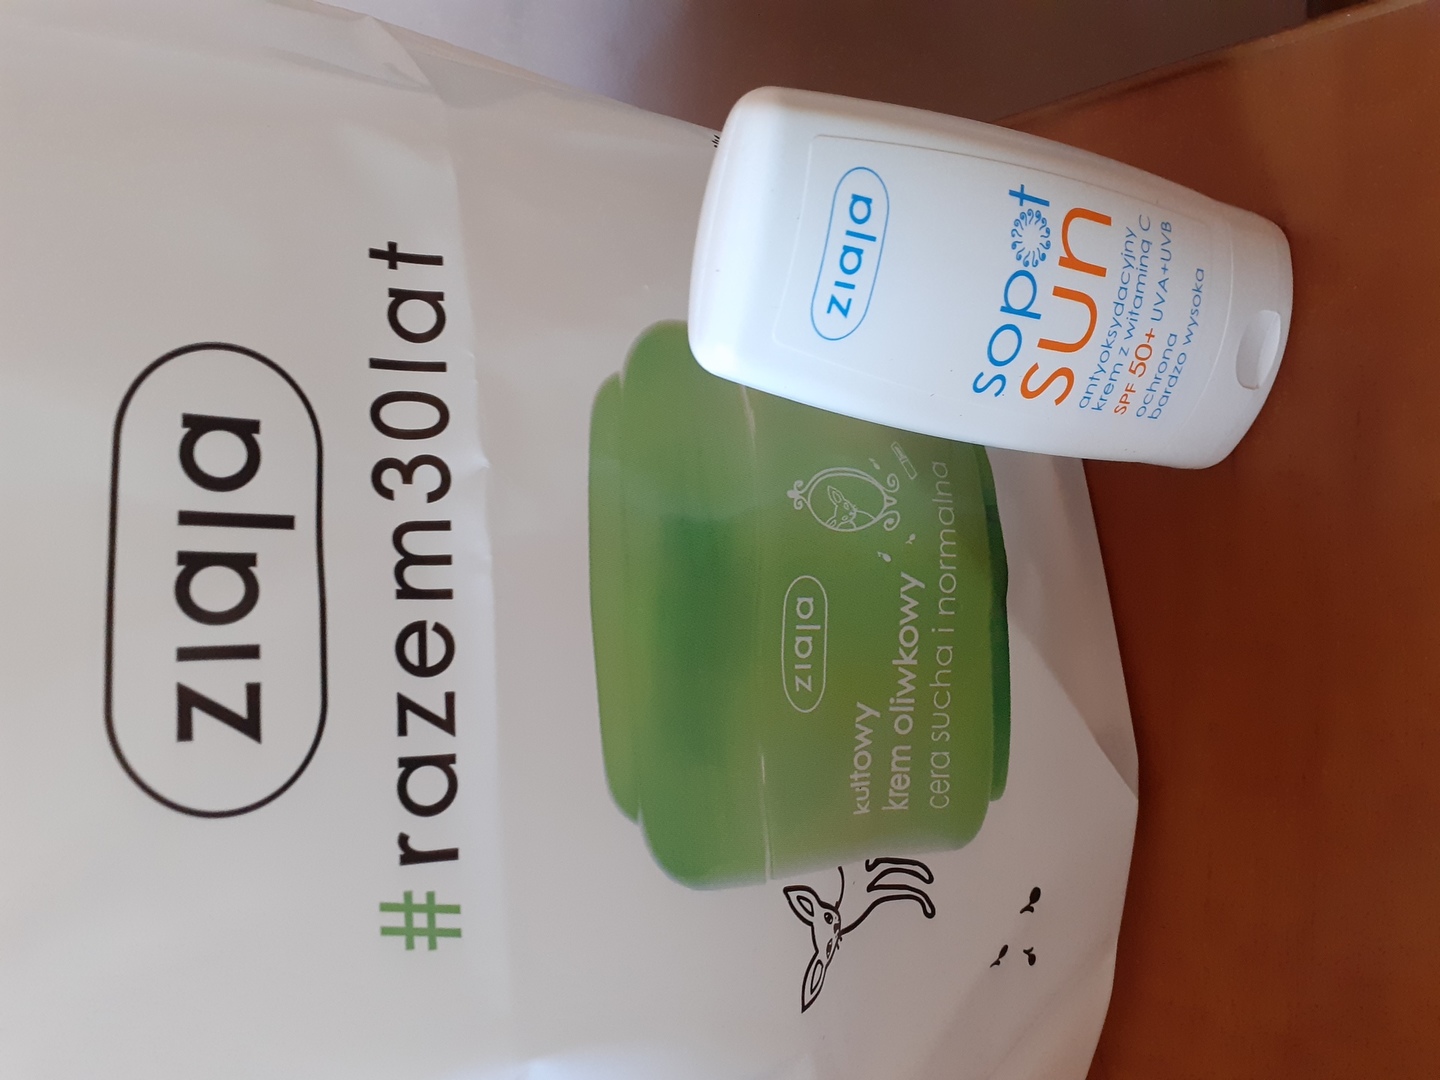 ziaja
#razem30lat
ziaja
kultowy
krem oliwkowy
cera sucha i normalna
ziaja
sopot
sun
antyoksydacyjny
krem z witaminą C
SPF 50+ UVA+UVB
ochrona
bardzo wysoka